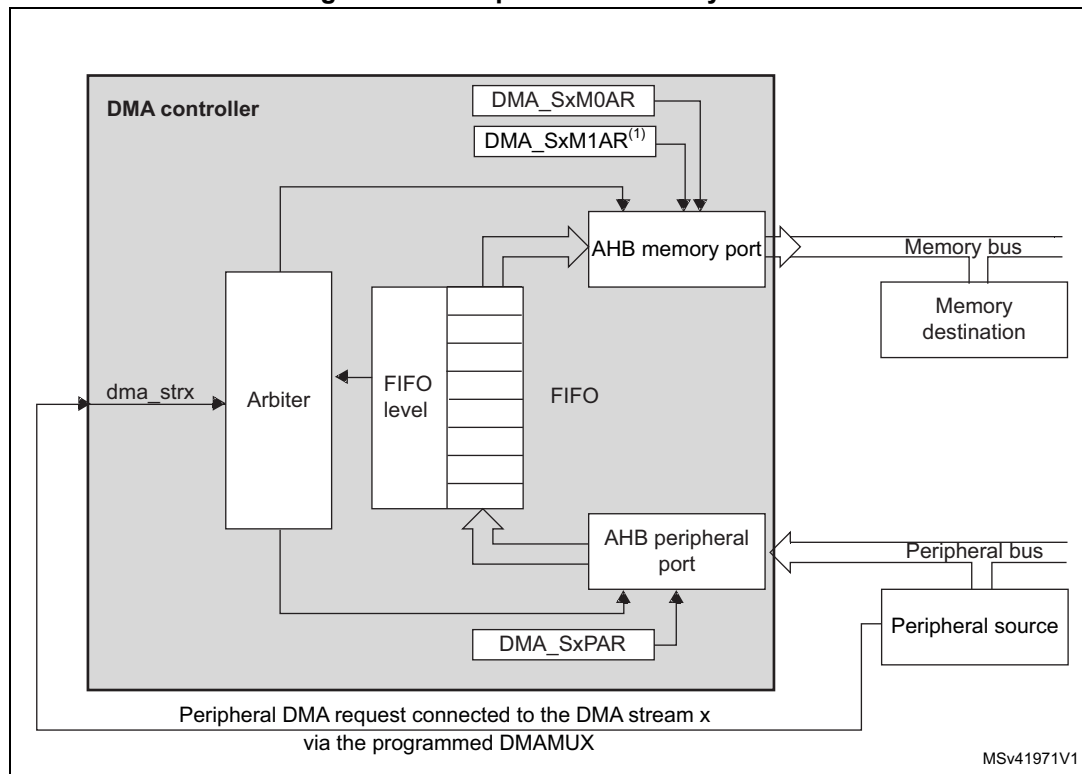 DMA controller
DMA_SxM0AR
DMA_SxM1AR(1)
AHB memory port
Memory bus
Memory
destination
dma_strx
Arbiter
FIFO
level
FIFO
AHB peripheral
port
Peripheral bus
Peripheral source
DMA_SxPAR
Peripheral DMA request connected to the DMA stream x
via the programmed DMAMUX
MSv41971V1